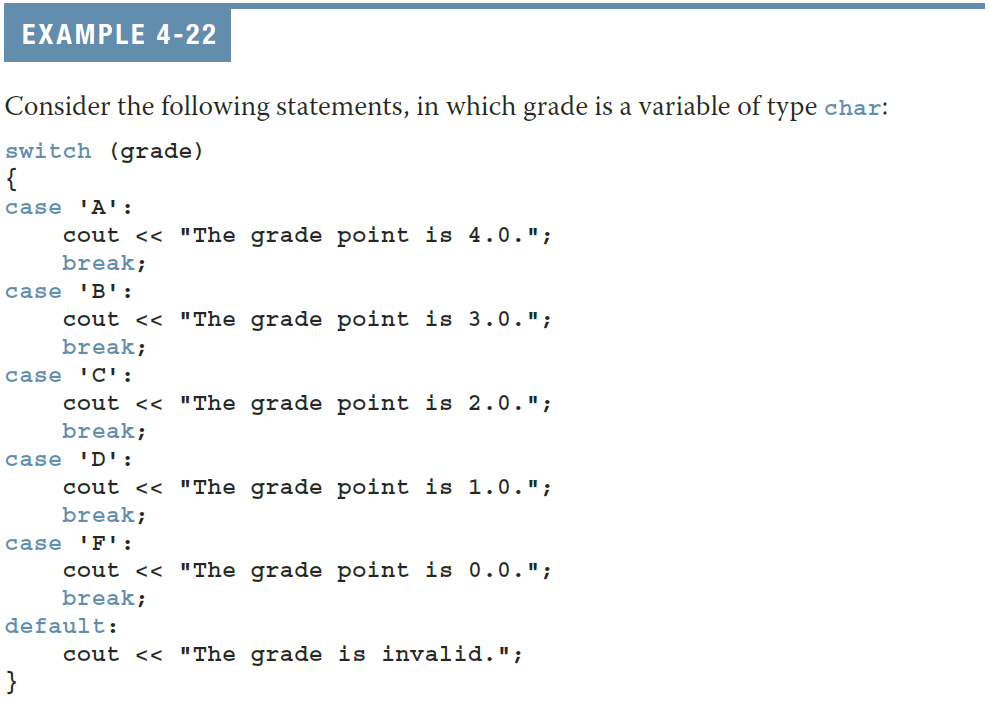 EXAMPLE 4-22
Consider the following statements, in which grade is a variable of type char:
switch (grade)
{
case 'A':
    cout << "The grade point is 4.0.";
    break;
case 'B':
    cout << "The grade point is 3.0.";
    break;
case 'C':
    cout << "The grade point is 2.0.";
    break;
case 'D':
    cout << "The grade point is 1.0.";
    break;
case 'F':
    cout << "The grade point is 0.0.";
    break;
default:
    cout << "The grade is invalid.";
}